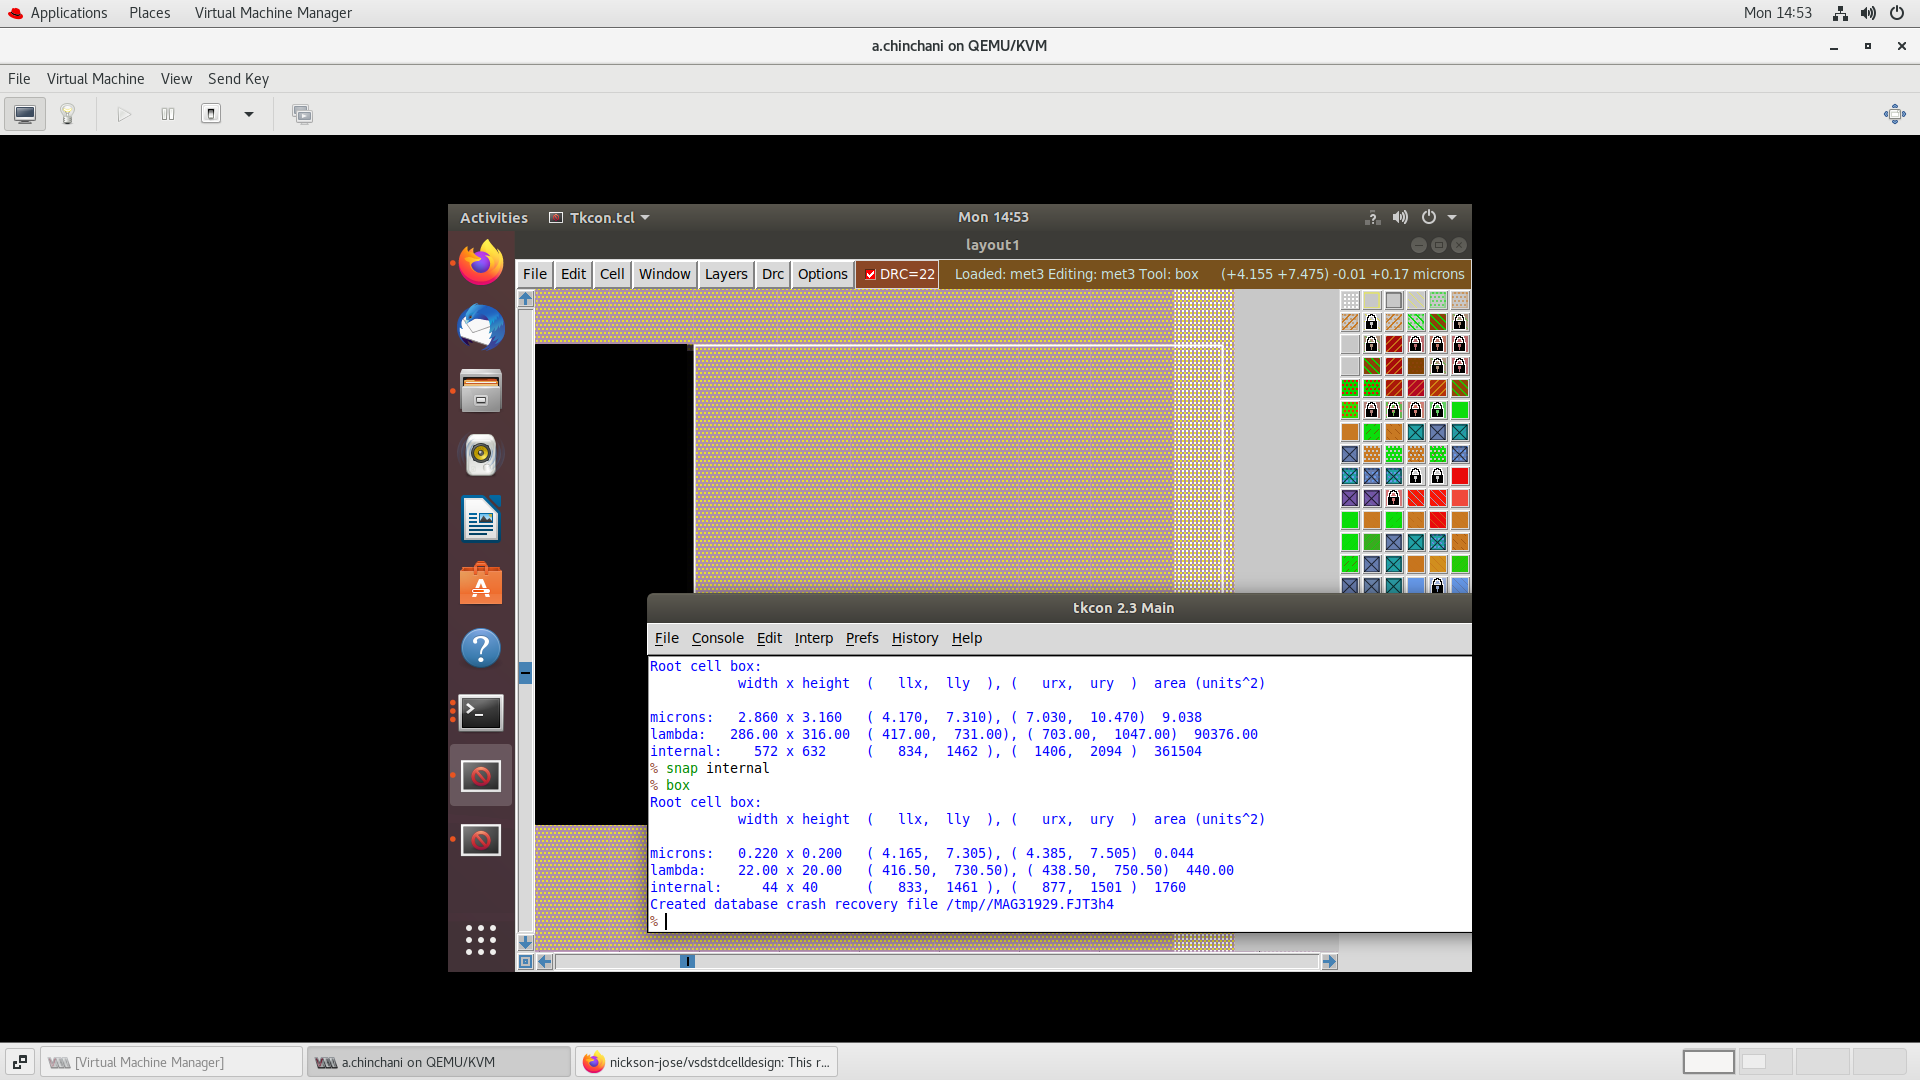 Applications Places Virtual Machine Manager Mon 14:53
a.chinchani on QEMU/KVM
File Virtual Machine View Send Key
Activities Tkcon.tcl Mon 14:53
layout1
File Edit Cell Window Layers Drc Options DRC=22 Loaded: met3 Editing: met3 Tool: box (+4.155 +7.475) -0.01 +0.17 microns
tkcon 2.3 Main
File Console Edit Interp Prefs History Help
Root cell box:
width x height ( llx, lly ), ( urx, ury ) area (units^2)
microns: 2.860 x 3.160 ( 4.170, 7.310), ( 7.030, 10.470) 9.038
lambda: 286.00 x 316.00 ( 417.00, 731.00), ( 703.00, 1047.00) 90376.00
internal: 572 x 632 ( 834, 1462 ), ( 1406, 2094 ) 361504
% snap internal
% box
Root cell box:
width x height ( llx, lly ), ( urx, ury ) area (units^2)
microns: 0.220 x 0.200 ( 4.165, 7.305), ( 4.385, 7.505) 0.044
lambda: 22.00 x 20.00 ( 416.50, 730.50), ( 438.50, 750.50) 440.00
internal: 44 x 40 ( 833, 1461 ), ( 877, 1501 ) 1760
Created database crash recovery file /tmp//MAG31929.FJT3h4
%
[Virtual Machine Manager] a.chinchani on QEMU/KVM nickson-jose/vsdstdcelldesign: This r...